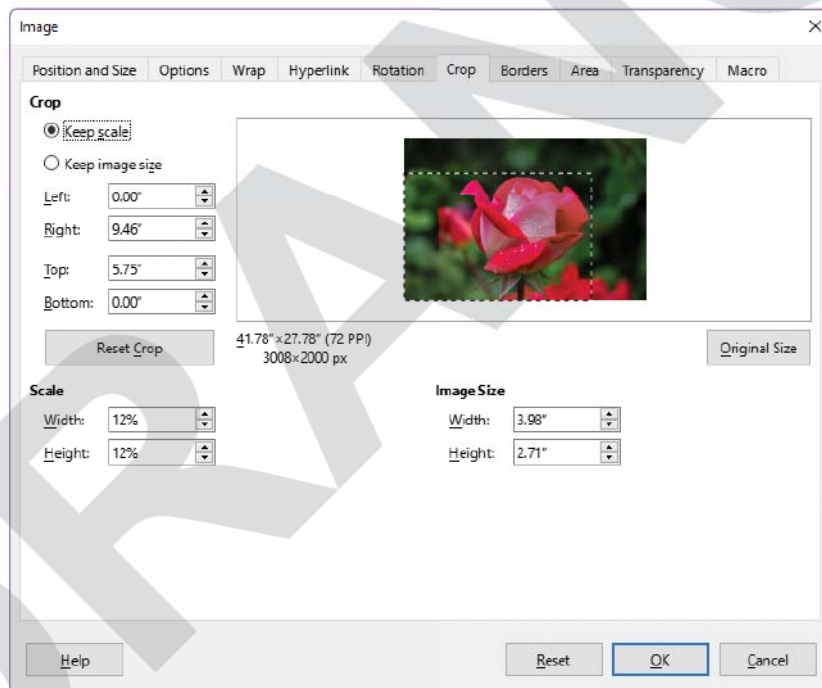 Image
Position and Size Options Wrap Hyperlink Rotation Crop Borders Area Transparency Macro
Crop
Keep scale
Keep image size
Left: 0.00"
Right: 9.46"
Top: 5.75"
Bottom: 0.00"
Reset Crop
41.78"×27.78" (72 PPI)
3008×2000 px
Original Size
Scale
Width: 12%
Height: 12%
Image Size
Width: 3.98"
Height: 2.71"
Help Reset OK Cancel